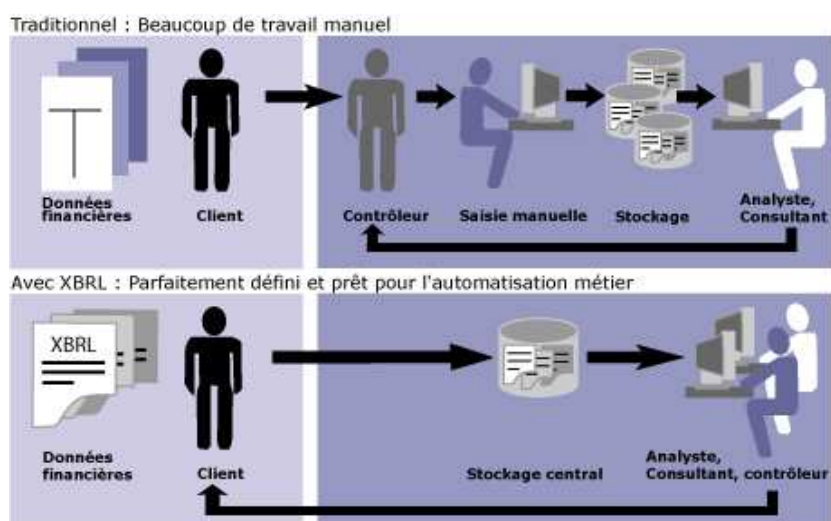 Traditionnel : Beaucoup de travail manuel
Données
financières
Client
Contrôleur
Saisie manuelle
Stockage
Analyste,
Consultant
Avec XBRL : Parfaitement défini et prêt pour l'automatisation métier
XBRL
Données
financières
Client
Stockage central
Analyste,
Consultant, contrôleur